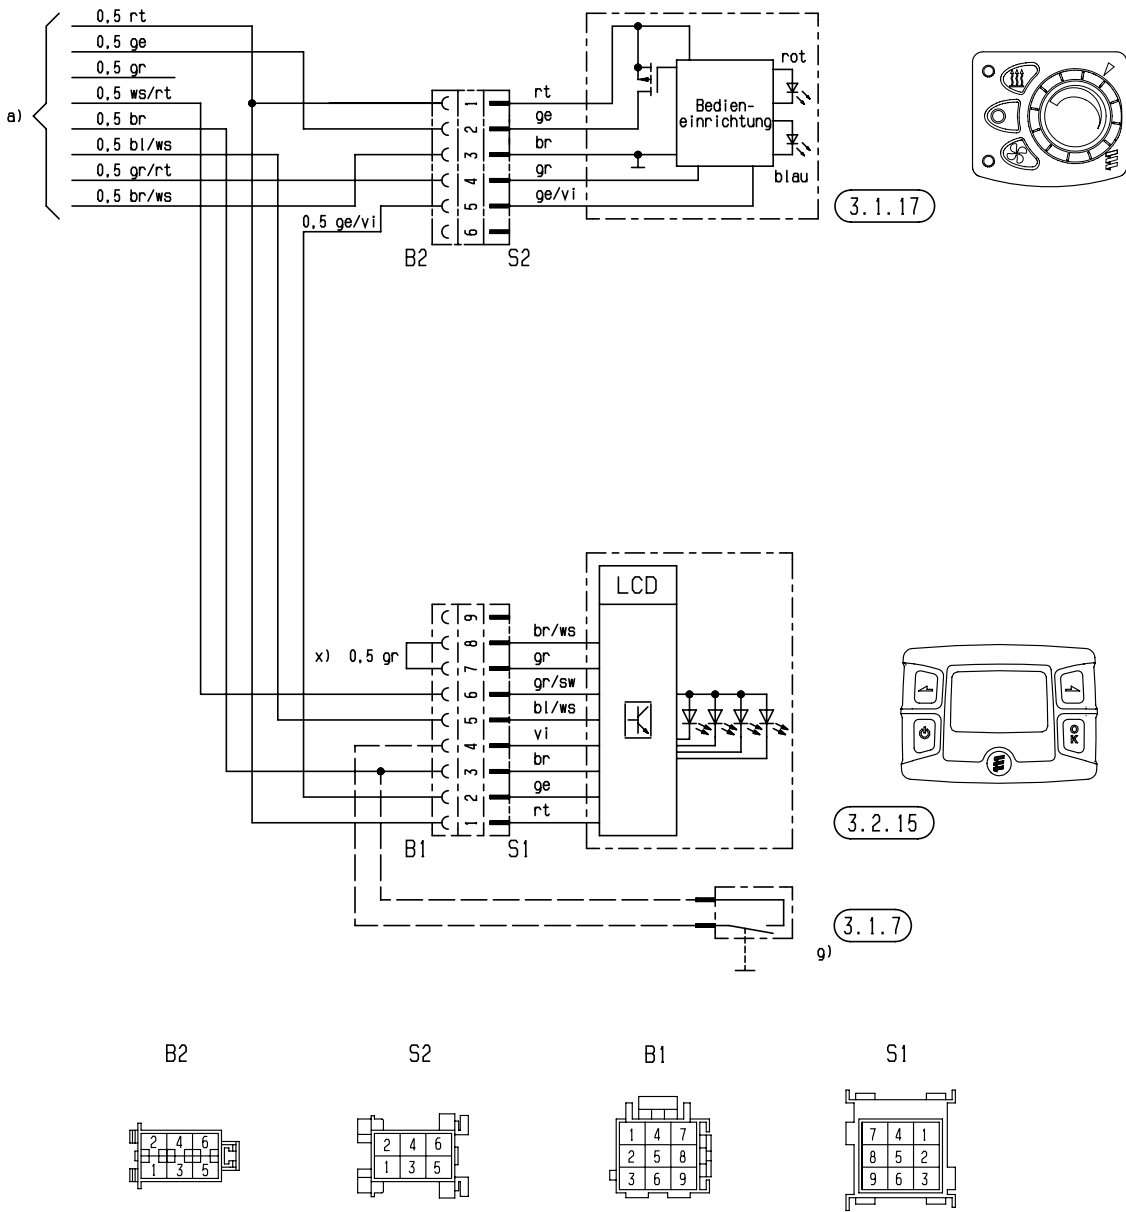 0,5 rt
0,5 ge
0,5 gr
0,5 ws/rt
a)
0,5 br
0,5 bl/ws
0,5 gr/rt
0,5 br/ws
0,5 ge/vi
1
2
3
4
5
6
B2
S2
rt
ge
br
gr
ge/vi
Bedien-
einrichtung
rot
blau
3.1.17
x) 0,5 gr
9
8
7
6
5
4
3
2
1
B1
S1
br/ws
gr
gr/sw
bl/ws
vi
br
ge
rt
LCD
OK
3.2.15
3.1.7
g)
B2
S2
B1
S1
2 4 6
1 3 5
2 4 6
1 3 5
1 4 7
2 5 8
3 6 9
7 4 1
8 5 2
9 6 3